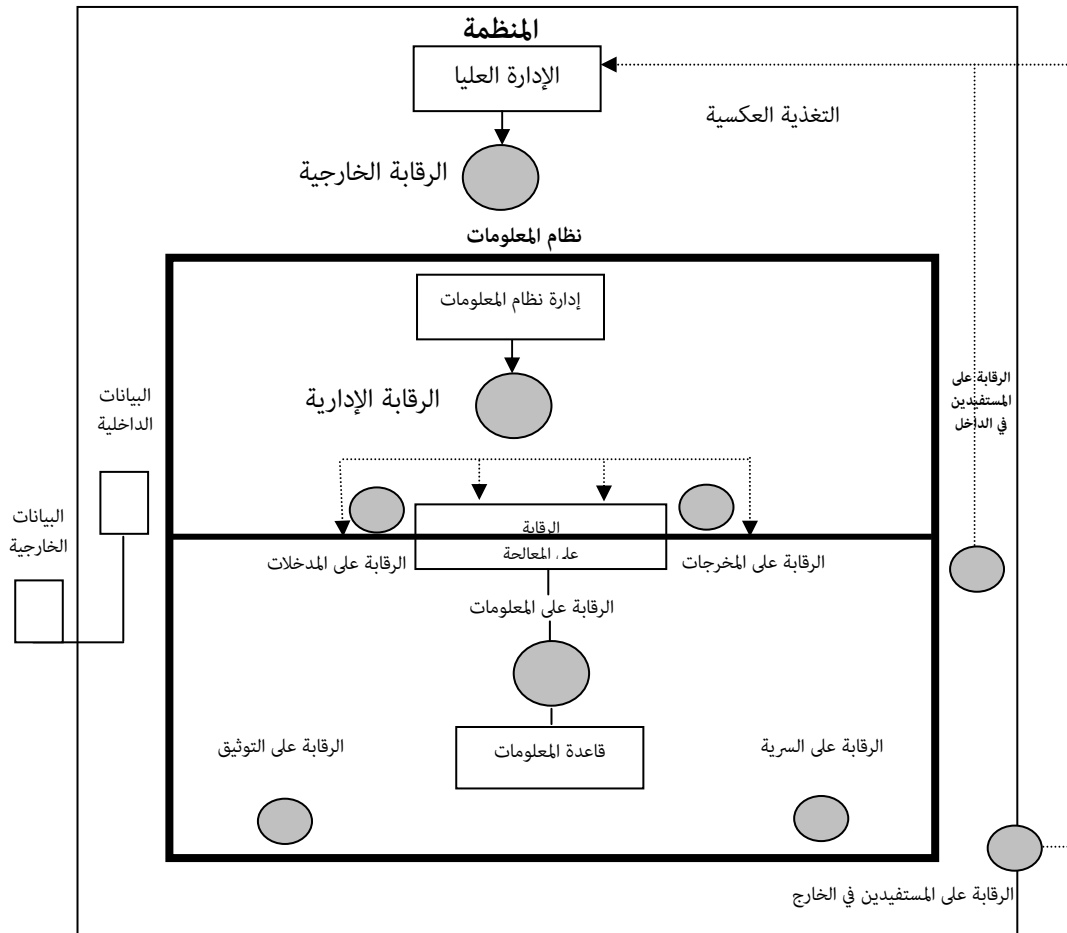 المنظمة
الإدارة العليا
التغذية العكسية
الرقابة الخارجية
نظام المعلومات
إدارة نظام المعلومات
الرقابة الإدارية
الرقابة على
المستفيدين
في الداخل
البيانات
الداخلية
البيانات
الخارجية
الرقابة
على المعالجة
الرقابة على المخرجات
الرقابة على المدخلات
الرقابة على المعلومات
قاعدة المعلومات
الرقابة على السرية
الرقابة على التوثيق
الرقابة على المستفيدين في الخارج